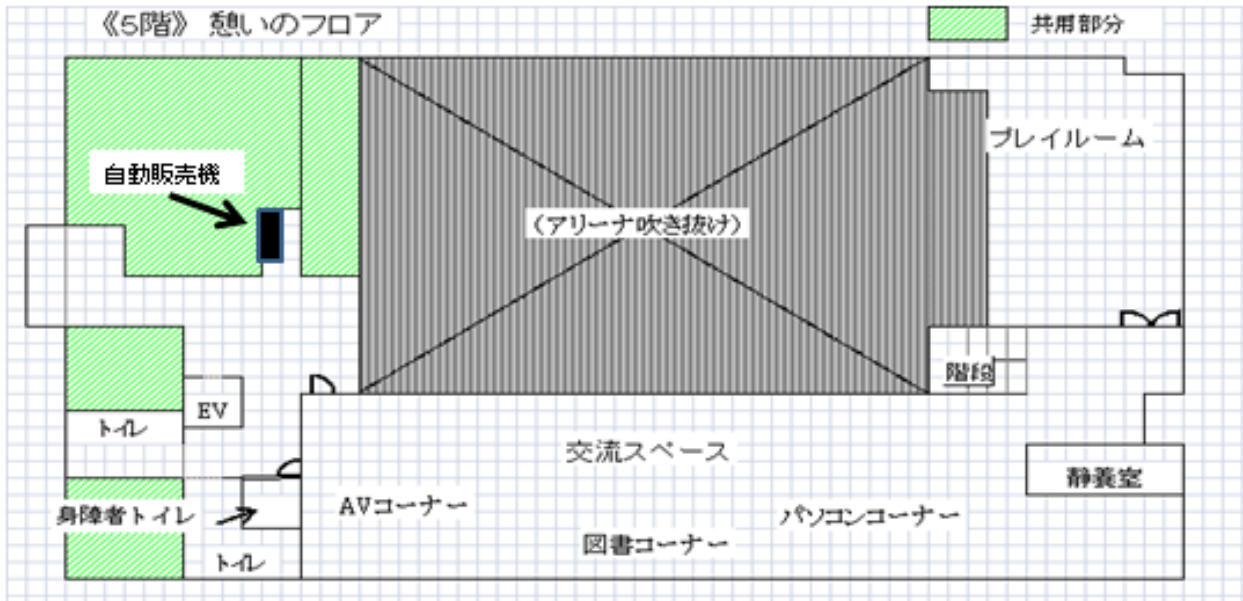 《5階》 憩いのフロア
共用部分
プレイルーム
自動販売機
(アリーナ吹き抜け)
階段
EV
トイレ
交流スペース
静養室
AVコーナー
身障者トイレ
パソコンコーナー
図書コーナー
トイレ